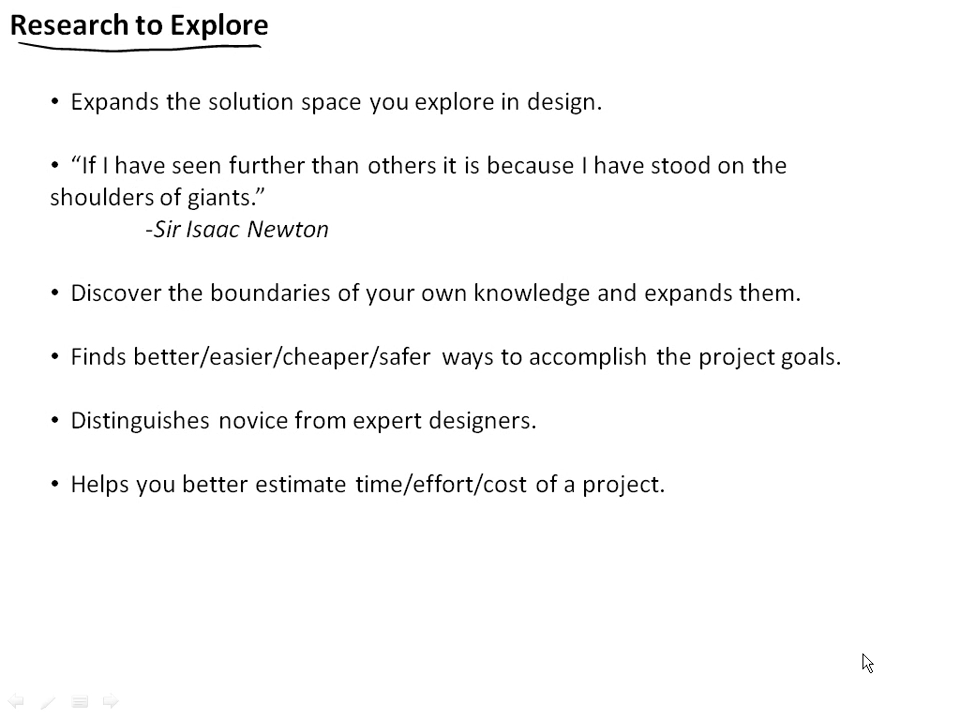 Research to Explore
• Expands the solution space you explore in design.
• “If I have seen further than others it is because I have stood on the
shoulders of giants.”
-Sir Isaac Newton
• Discover the boundaries of your own knowledge and expands them.
• Finds better/easier/cheaper/safer ways to accomplish the project goals.
• Distinguishes novice from expert designers.
• Helps you better estimate time/effort/cost of a project.